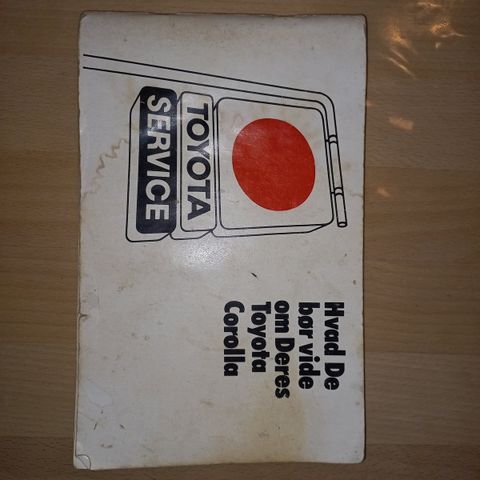 TOYOTA
SERVICE
Hvad De
bør vide
om Deres
Toyota
Corolla